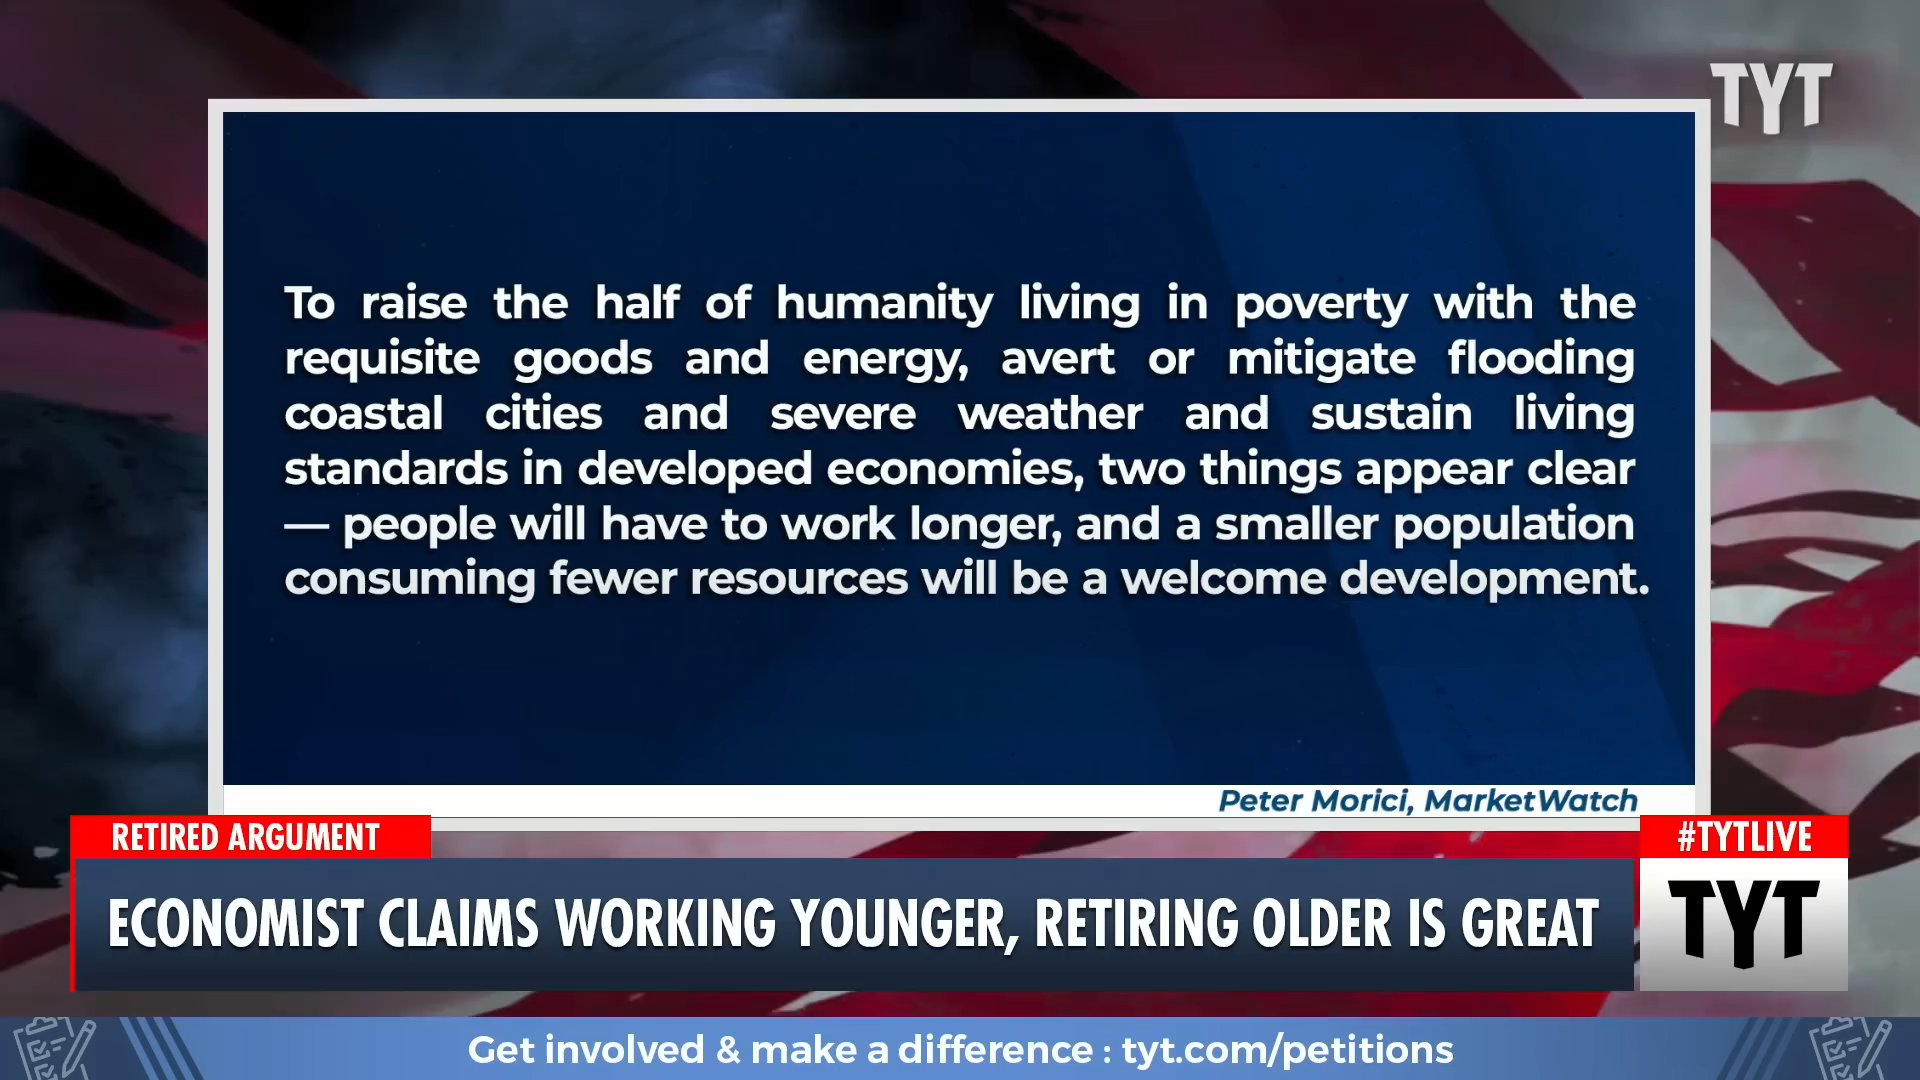 TYT
To raise the half of humanity living in poverty with the
requisite goods and energy, avert or mitigate flooding
coastal cities and severe weather and sustain living
standards in developed economies, two things appear clear
— people will have to work longer, and a smaller population
consuming fewer resources will be a welcome development.
Peter Morici, MarketWatch
RETIRED ARGUMENT
#TYTLIVE
ECONOMIST CLAIMS WORKING YOUNGER, RETIRING OLDER IS GREAT
TYT
Get involved & make a difference : tyt.com/petitions